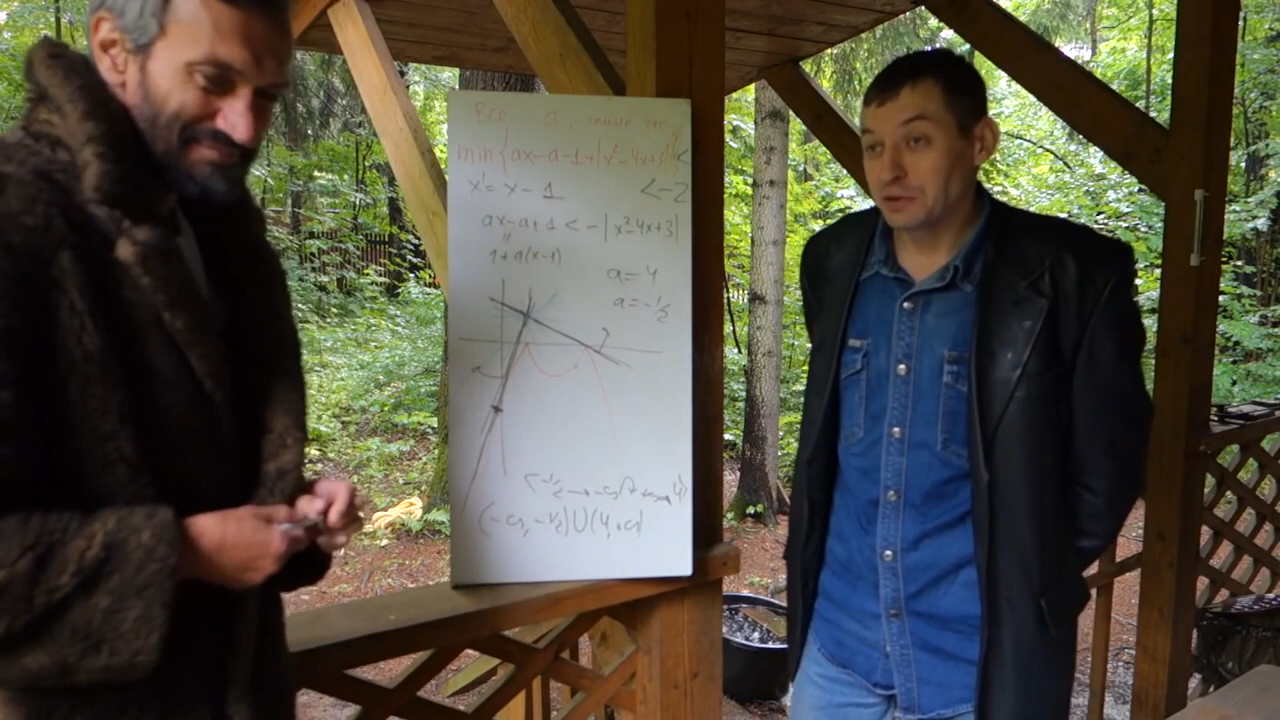 Все a, такие что
min {ax-a-1+|x²-4x+3|} <
x'= x-1 <-2
ax-a+1 < -|x²-4x+3|
"
1+a(x-1)
a=4
a=-1/2
(-∞, -1/2)U(4,+∞)